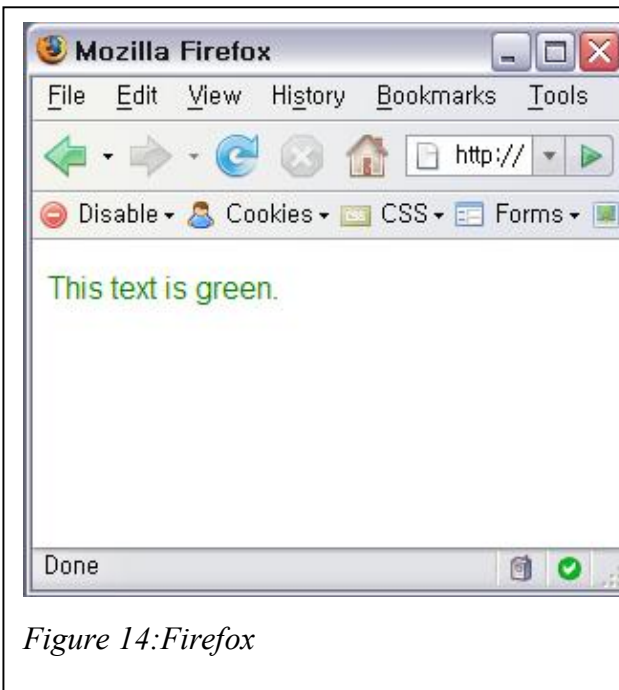 Mozilla Firefox
File Edit View History Bookmarks Tools
http://
Disable Cookies CSS Forms
This text is green.
Done
Figure 14:Firefox